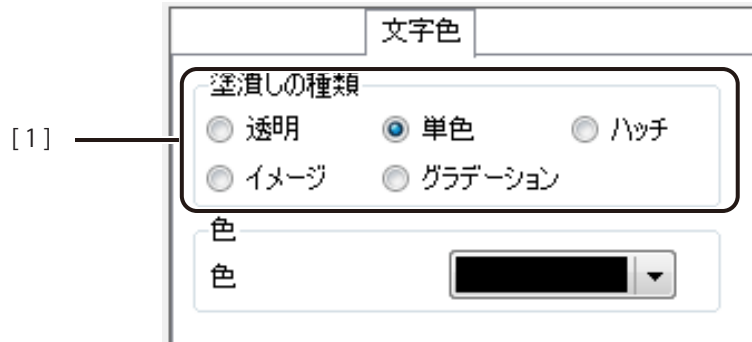 文字色
塗潰しの種類
[1]
透明 単色 ハッチ
イメージ グラデーション
色
色